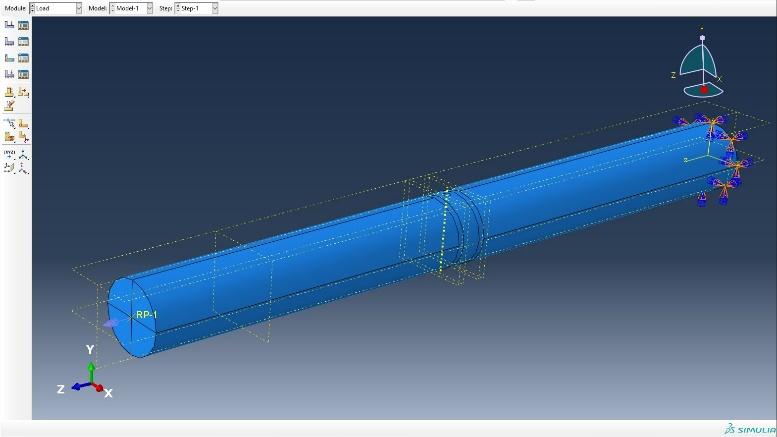 Module: Load Model: Model-1 Step: Step-1
Y
Z X
Z
RP-1
Y
Z X
SIMULIA